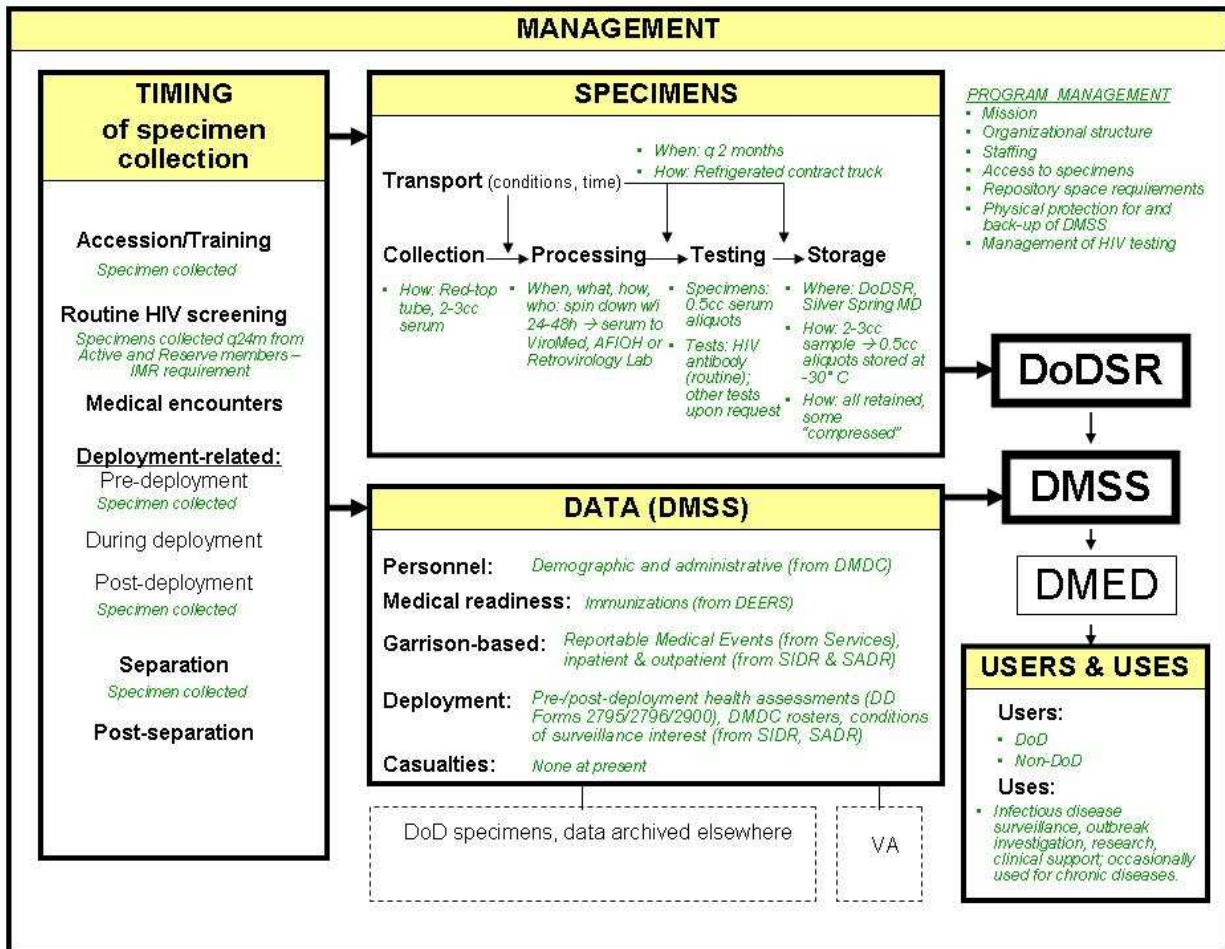 MANAGEMENT
TIMING
of specimen
collection
Accession/Training
Specimen collected
Routine HIV screening
Specimens collected q24m from
Active and Reserve members –
IMR requirement
Medical encounters
Deployment-related:
Pre-deployment
Specimen collected
During deployment
Post-deployment
Specimen collected
Separation
Specimen collected
Post-separation
SPECIMENS
▪ When: q 2 months
▪ How: Refrigerated contract truck
Transport (conditions, time)
Collection
▪ How: Red-top
tube, 2-3cc
serum
Processing
▪ When, what, how,
who: spin down w/i
24-48h → serum to
ViroMed, AFIOH or
Retrovirology Lab
Testing
▪ Specimens:
0.5cc serum
aliquots
▪ Tests: HIV
antibody
(routine);
other tests
upon request
Storage
▪ Where: DoDSR,
Silver Spring MD
▪ How: 2-3cc
sample → 0.5cc
aliquots stored at
-30° C
▪ How: all retained,
some
“compressed”
DATA (DMSS)
Personnel: Demographic and administrative (from DMDC)
Medical readiness: Immunizations (from DEERS)
Garrison-based: Reportable Medical Events (from Services),
inpatient & outpatient (from SIDR & SADR)
Deployment: Pre-/post-deployment health assessments (DD
Forms 2795/2796/2900), DMDC rosters, conditions
of surveillance interest (from SIDR, SADR)
Casualties: None at present
DoD specimens, data archived elsewhere
VA
PROGRAM MANAGEMENT
▪ Mission
▪ Organizational structure
▪ Staffing
▪ Access to specimens
▪ Repository space requirements
▪ Physical protection for and
back-up of DMSS
▪ Management of HIV testing
DoDSR
DMSS
DMED
USERS & USES
Users:
▪ DoD
▪ Non-DoD
Uses:
▪ Infectious disease
surveillance, outbreak
investigation, research,
clinical support; occasionally
used for chronic diseases.